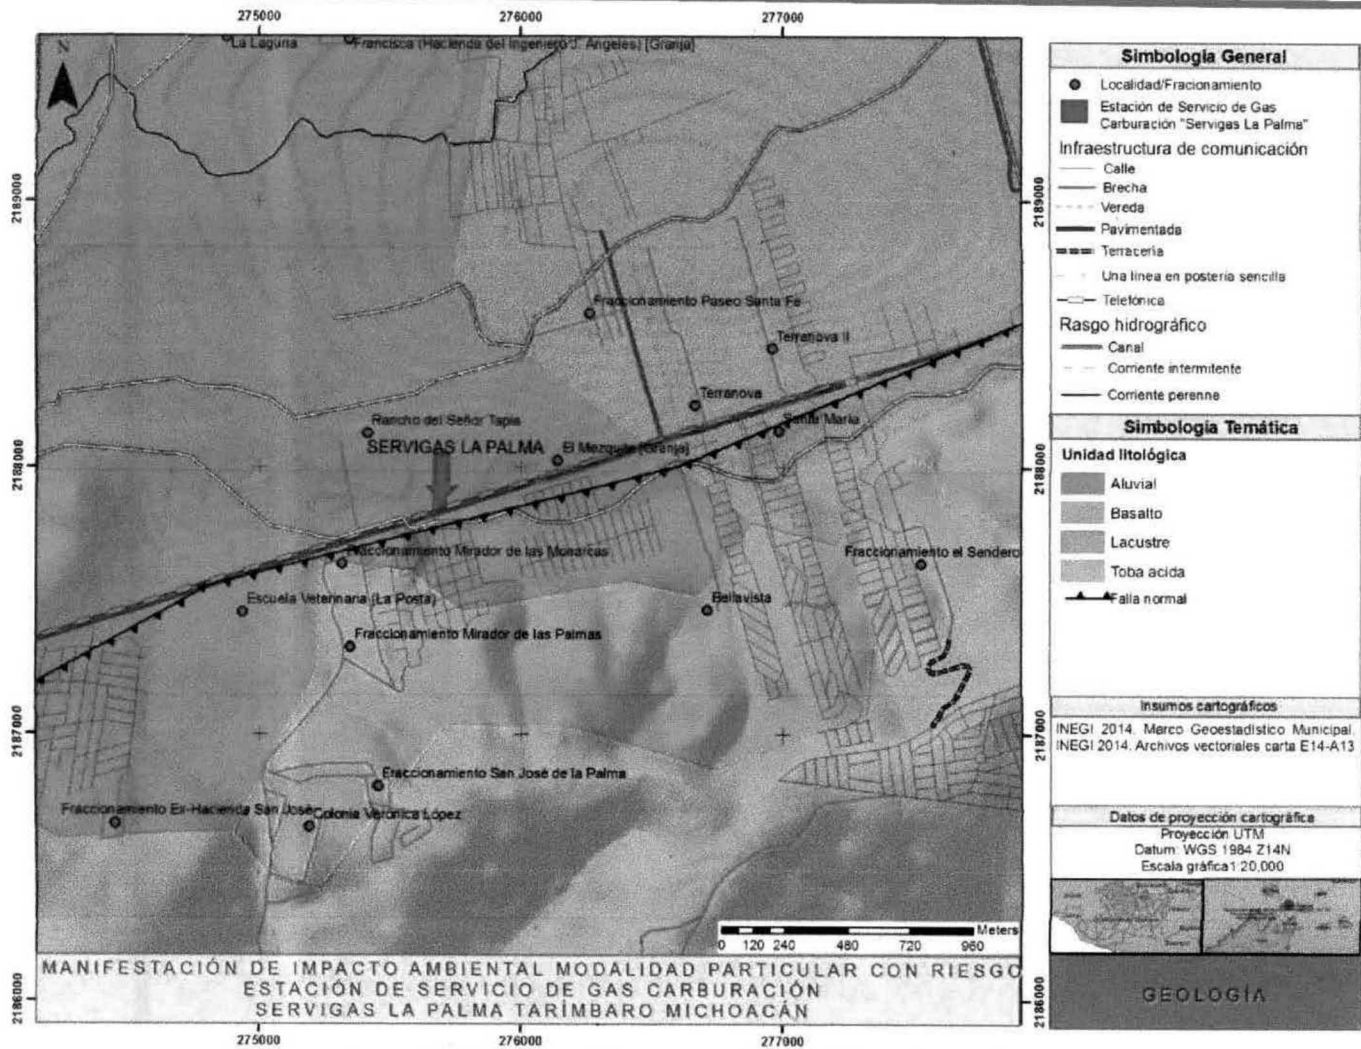 275000
276000
277000
La Laguna
Francisca (Hacienda del Ingeniero J. Angeles) [Granja]
N
2189000
2189000
Fraccionamiento Paseo Santa Fe
Terranova II
Terranova
Rancho del Señor Tapia
Santa Maria
SERVIGAS LA PALMA
El Mezquite [Granja]
2188000
2188000
Fraccionamiento Mirador de las Monarcas
Fraccionamiento el Sendero
Escuela Veterinaria (La Posta)
Bellavista
Fraccionamiento Mirador de las Palmas
2187000
2187000
Fraccionamiento San José de la Palma
Fraccionamiento Ex-Hacienda San José
Colonia Verónica López
Meters
0 120 240 480 720 960
MANIFESTACIÓN DE IMPACTO AMBIENTAL MODALIDAD PARTICULAR CON RIESGO
ESTACIÓN DE SERVICIO DE GAS CARBURACIÓN
SERVIGAS LA PALMA TARÍMBARO MICHOACÁN
2186000
2186000
275000
276000
277000
Simbología General
Localidad/Fracionamiento
Estación de Servicio de Gas
Carburación "Servigas La Palma"
Infraestructura de comunicación
Calle
Brecha
Vereda
Pavimentada
Terracería
Una línea en postería sencilla
Telefónica
Rasgo hidrográfico
Canal
Corriente intermitente
Corriente perenne
Simbología Temática
Unidad litológica
Aluvial
Basalto
Lacustre
Toba acida
Falla normal
Insumos cartográficos
INEGI 2014. Marco Geoestadístico Municipal.
INEGI 2014. Archivos vectoriales carta E14-A13
Datos de proyección cartográfica
Proyección UTM
Datum: WGS 1984 Z14N
Escala gráfica1:20,000
GEOLOGÍA